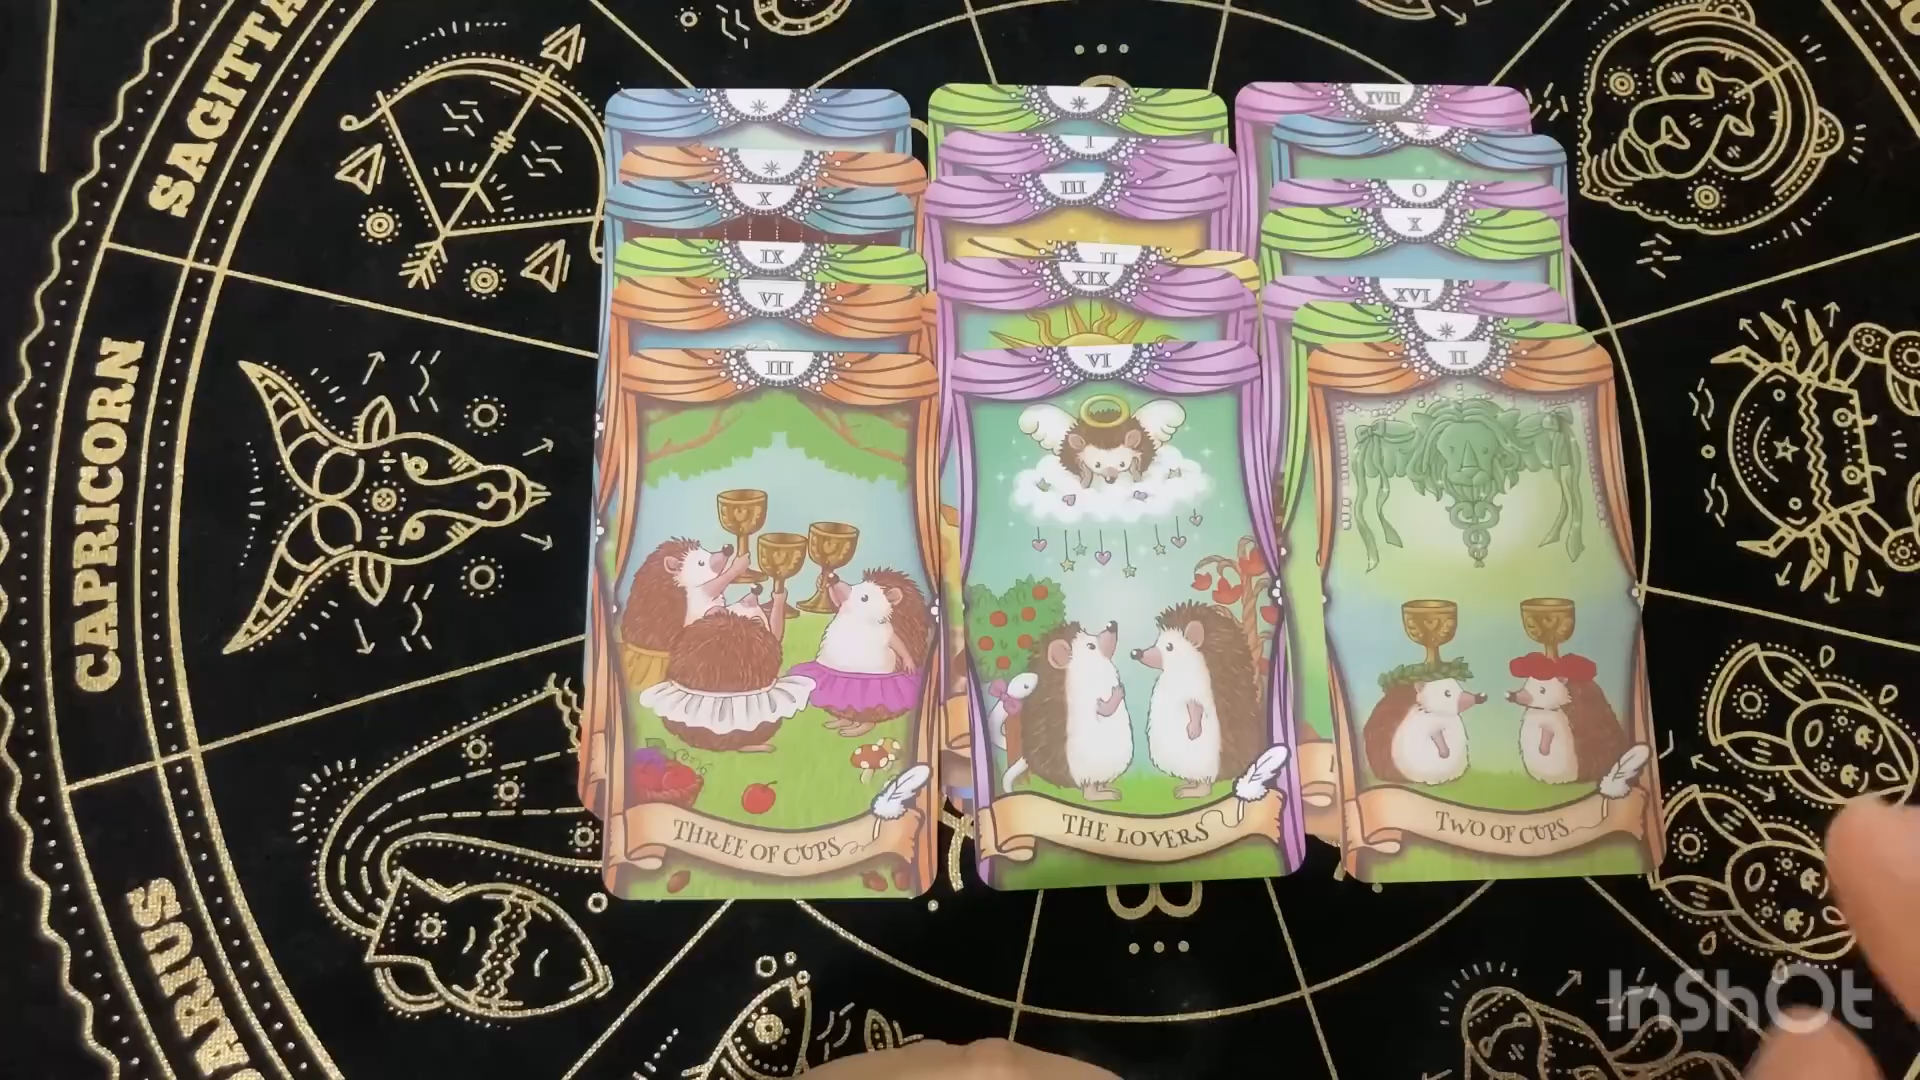 SAGITTA
CAPRICORN
ARIUS
XVIII
I
III
X
O
X
IX
II
XIX
VI
XVI
III
VI
II
THREE OF CUPS
THE LOVERS
TWO OF CUPS
InShOt